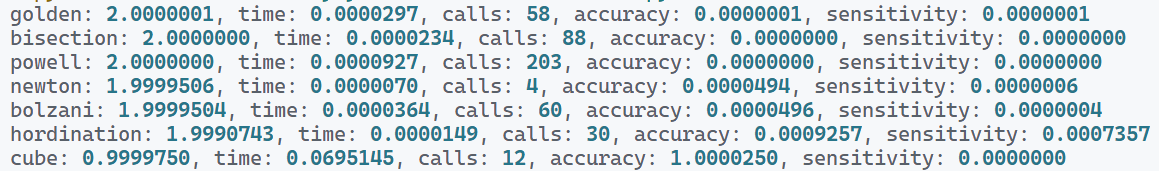 golden: 2.0000001, time: 0.0000297, calls: 58, accuracy: 0.0000001, sensitivity: 0.0000001
bisection: 2.0000000, time: 0.0000234, calls: 88, accuracy: 0.0000000, sensitivity: 0.0000000
powell: 2.0000000, time: 0.0000927, calls: 203, accuracy: 0.0000000, sensitivity: 0.0000000
newton: 1.9999506, time: 0.0000070, calls: 4, accuracy: 0.0000494, sensitivity: 0.0000006
bolzani: 1.9999504, time: 0.0000364, calls: 60, accuracy: 0.0000496, sensitivity: 0.0000004
hordination: 1.9990743, time: 0.0000149, calls: 30, accuracy: 0.0009257, sensitivity: 0.0007357
cube: 0.9999750, time: 0.0695145, calls: 12, accuracy: 1.0000250, sensitivity: 0.0000000